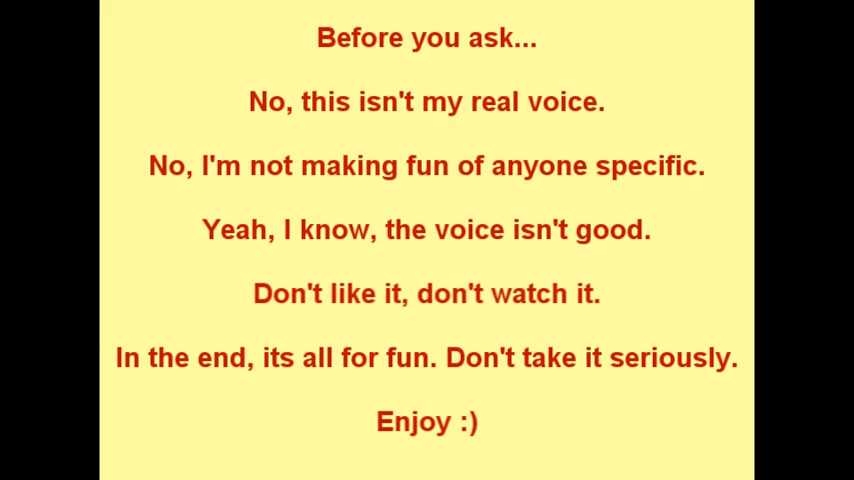 Before you ask...
No, this isn't my real voice.
No, I'm not making fun of anyone specific.
Yeah, I know, the voice isn't good.
Don't like it, don't watch it.
In the end, its all for fun. Don't take it seriously.
Enjoy :)